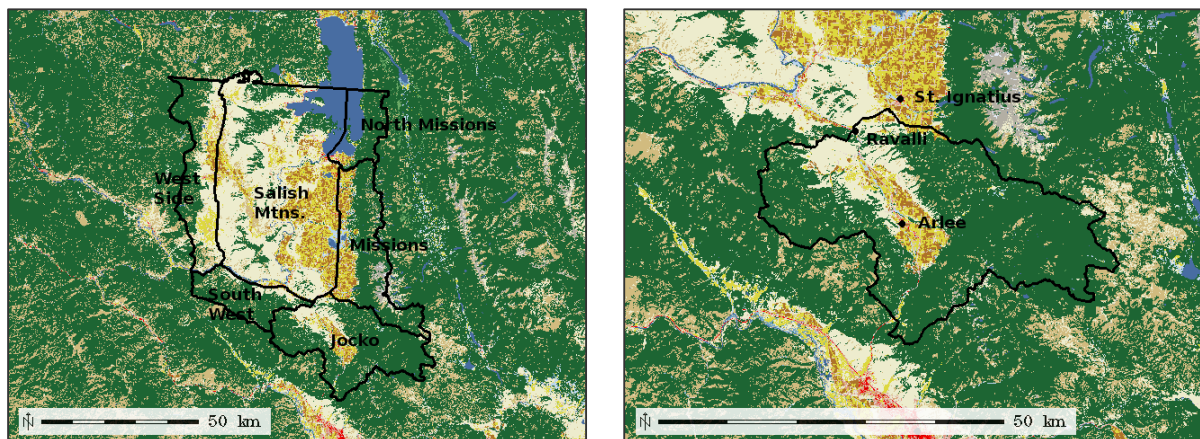 North Missions
West
Side
Salish
Mtns.
Missions
South
West
Jocko
N
50 km
St. Ignatius
Ravalli
Arlee
N
50 km